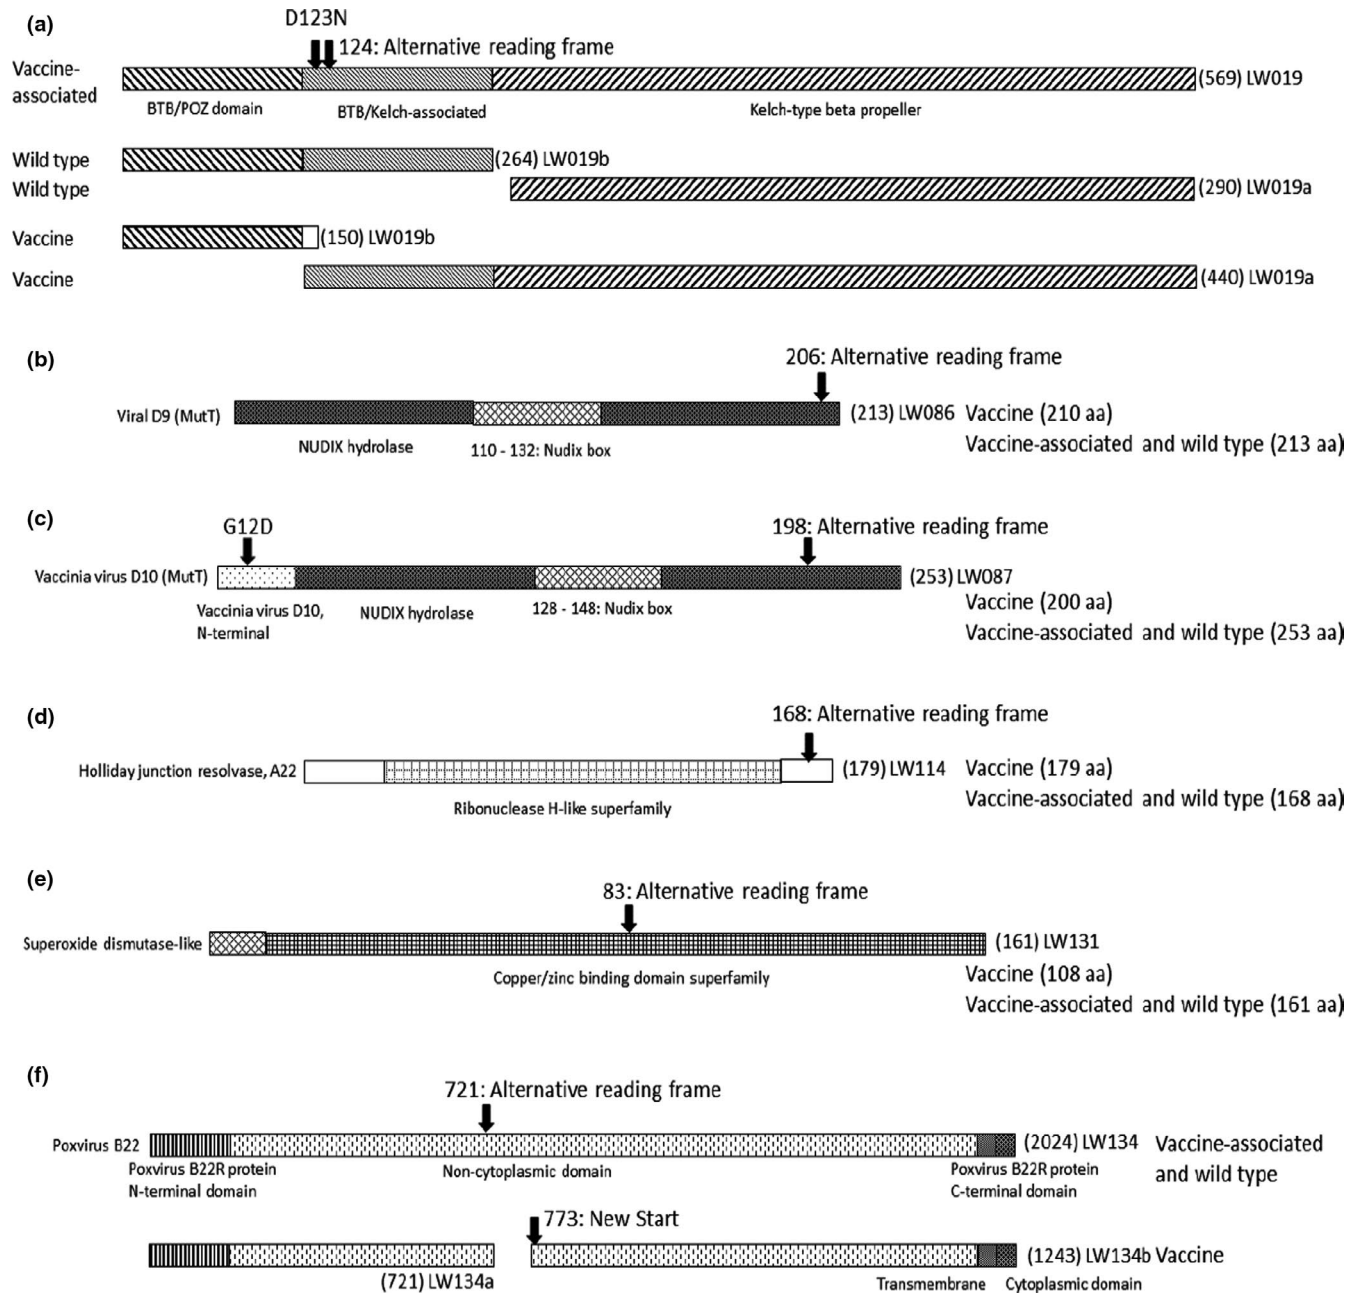 (a)
D123N
124: Alternative reading frame
Vaccine-
associated
(569) LW019
BTB/POZ domain
BTB/Kelch-associated
Kelch-type beta propeller
Wild type
(264) LW019b
Wild type
(290) LW019a
Vaccine
(150) LW019b
Vaccine
(440) LW019a
(b)
206: Alternative reading frame
Viral D9 (MutT)
(213) LW086
Vaccine (210 aa)
NUDIX hydrolase
110 - 132: Nudix box
Vaccine-associated and wild type (213 aa)
(c)
G12D
198: Alternative reading frame
Vaccinia virus D10 (MutT)
(253) LW087
Vaccinia virus D10,
N-terminal
NUDIX hydrolase
128 - 148: Nudix box
Vaccine (200 aa)
Vaccine-associated and wild type (253 aa)
(d)
168: Alternative reading frame
Holliday junction resolvase, A22
(179) LW114
Vaccine (179 aa)
Ribonuclease H-like superfamily
Vaccine-associated and wild type (168 aa)
(e)
83: Alternative reading frame
Superoxide dismutase-like
(161) LW131
Copper/zinc binding domain superfamily
Vaccine (108 aa)
Vaccine-associated and wild type (161 aa)
(f)
721: Alternative reading frame
Poxvirus B22
(2024) LW134
Vaccine-associated
and wild type
Poxvirus B22R protein
N-terminal domain
Non-cytoplasmic domain
Poxvirus B22R protein
C-terminal domain
773: New Start
(1243) LW134b Vaccine
(721) LW134a
Transmembrane
Cytoplasmic domain